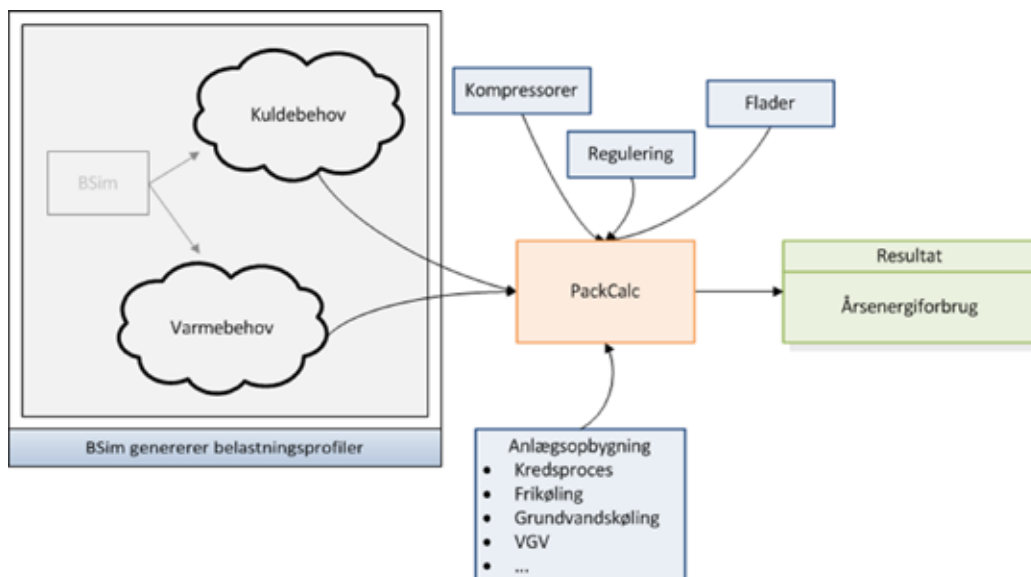 Kuldebehov
BSim
Varmebehov
BSim genererer belastningsprofiler
Kompressorer
Regulering
Flader
PackCalc
Resultat
Årsenergiforbrug
Anlægsopbygning
• Kredsproces
• Frikøling
• Grundvandskøling
• VGV
• ...